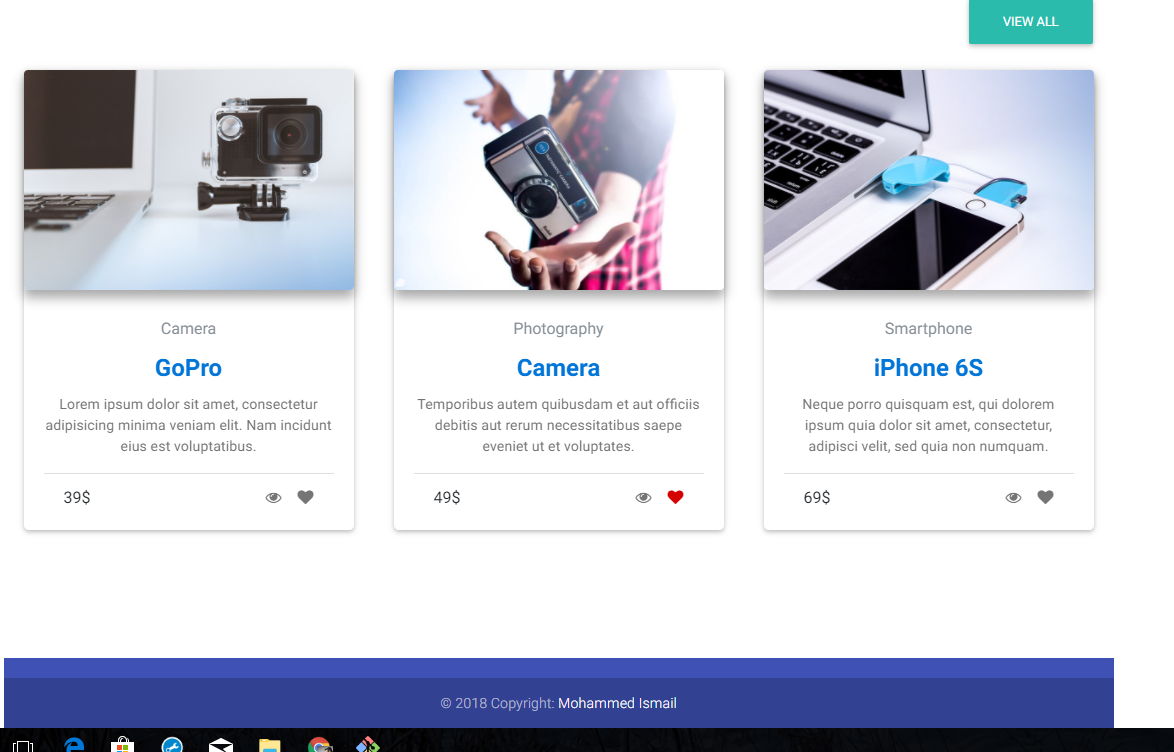 VIEW ALL
Camera
GoPro
Lorem ipsum dolor sit amet, consectetur
adipisicing minima veniam elit. Nam incidunt
eius est voluptatibus.
39$
Photography
Camera
Temporibus autem quibusdam et aut officiis
debitis aut rerum necessitatibus saepe
eveniet ut et voluptates.
49$
Smartphone
iPhone 6S
Neque porro quisquam est, qui dolorem
ipsum quia dolor sit amet, consectetur,
adipisci velit, sed quia non numquam.
69$
© 2018 Copyright: Mohammed Ismail